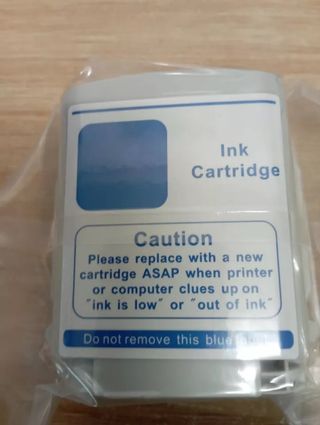 Ink
Cartridge
Caution
Please replace with a new
cartridge ASAP when printer
or computer clues up on
"ink is low" or "out of ink"
Do not remove this blue